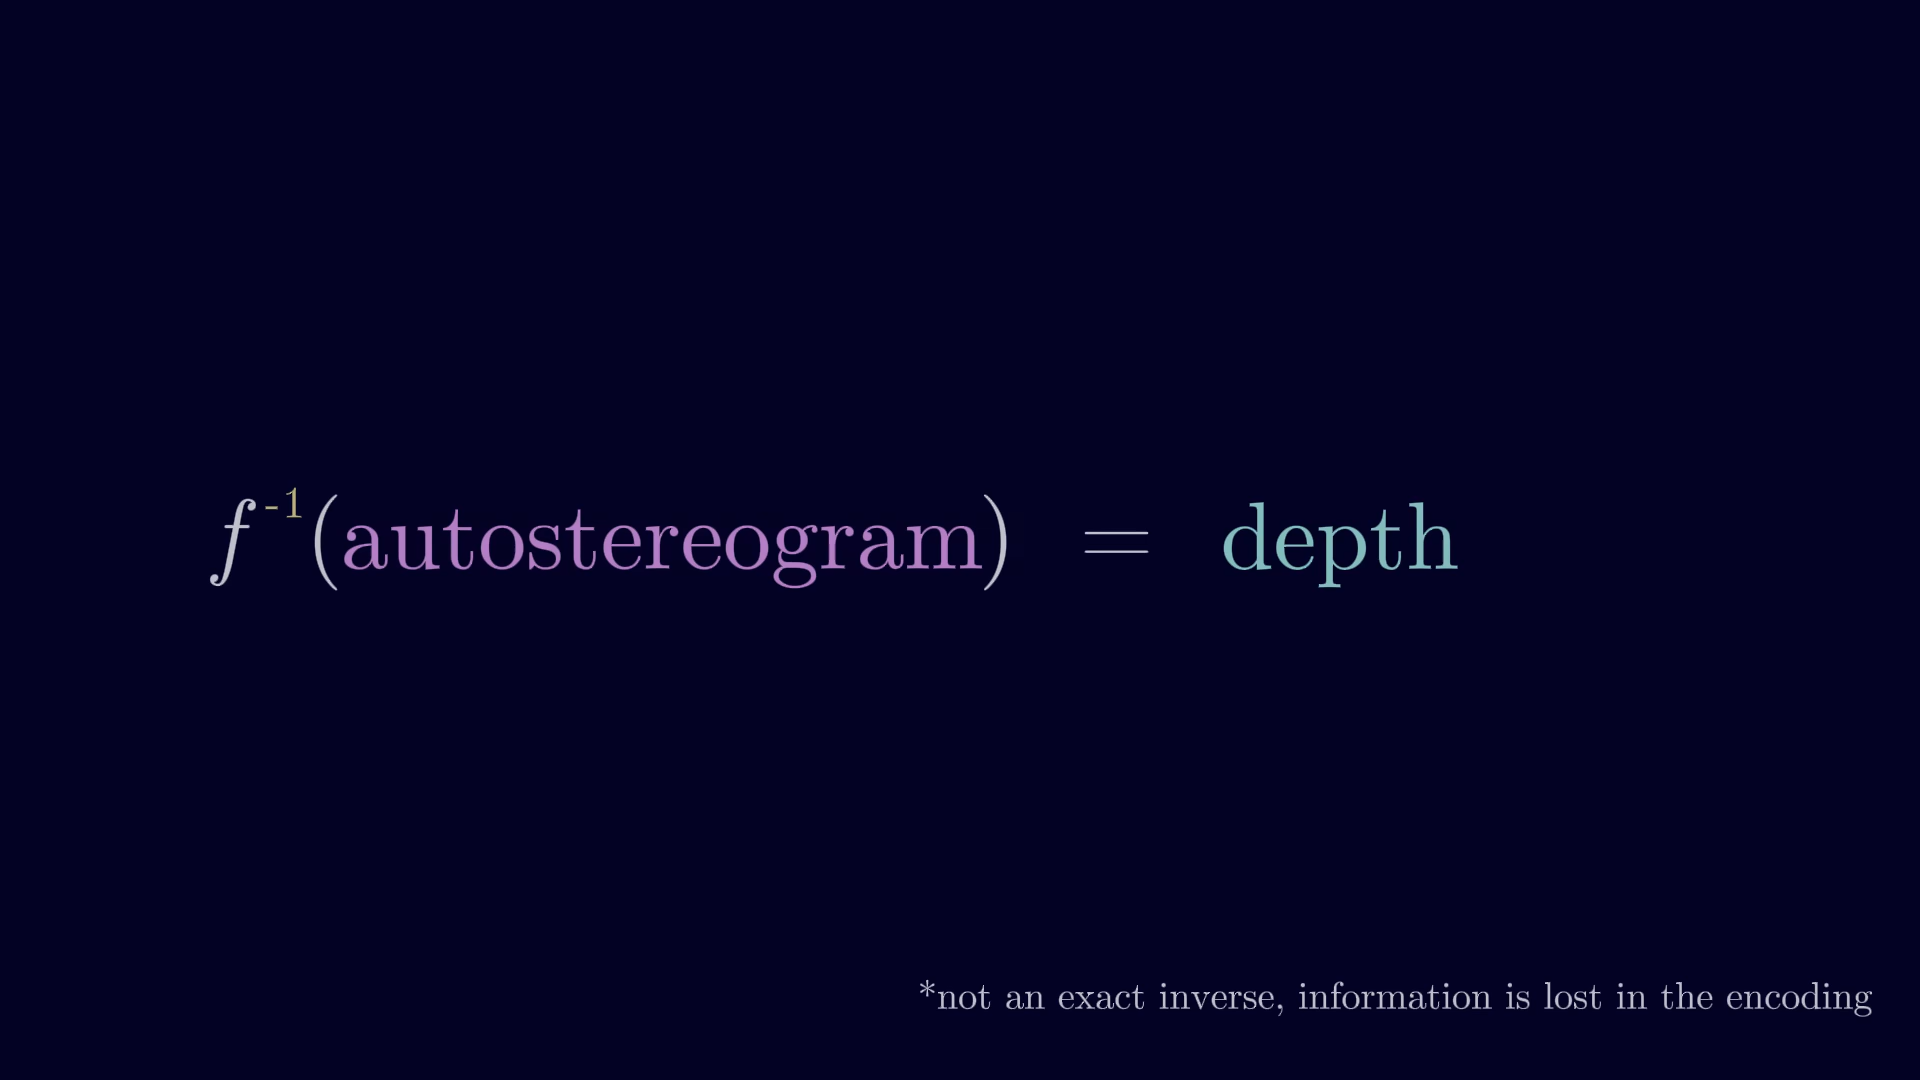 f⁻¹(autostereogram) = depth
*not an exact inverse, information is lost in the encoding